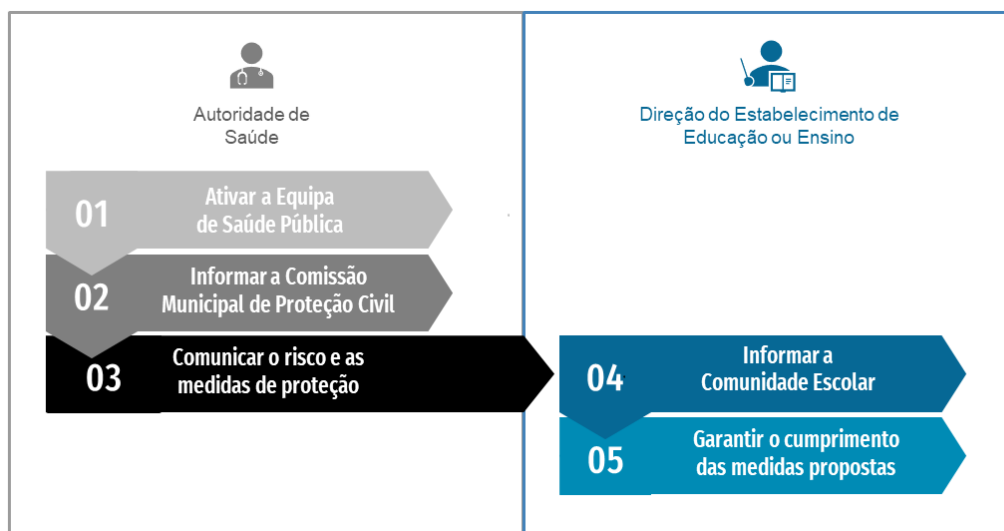 Autoridade de
Saúde
01
Ativar a Equipa
de Saúde Pública
02
Informar a Comissão
Municipal de Proteção Civil
03
Comunicar o risco e as
medidas de proteção
Direção do Estabelecimento de
Educação ou Ensino
04
Informar a
Comunidade Escolar
05
Garantir o cumprimento
das medidas propostas